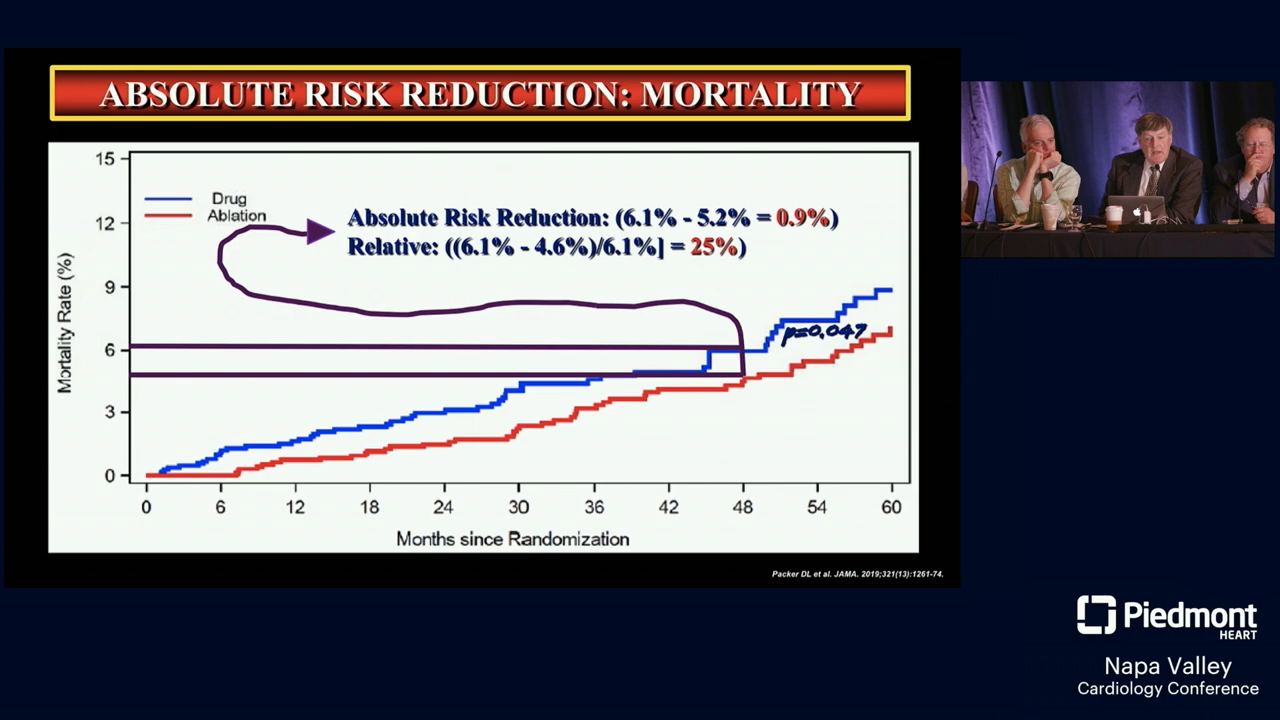 ABSOLUTE RISK REDUCTION: MORTALITY
15
12
9
6
3
0
Mortality Rate (%)
Drug
Ablation
Absolute Risk Reduction: (6.1% - 5.2% = 0.9%)
Relative: ((6.1% - 4.6%)/6.1%] = 25%)
p=0.047
0 6 12 18 24 30 36 42 48 54 60
Months since Randomization
Packer DL et al. JAMA. 2019;321(13):1261-74.
Piedmont
HEART
Napa Valley
Cardiology Conference